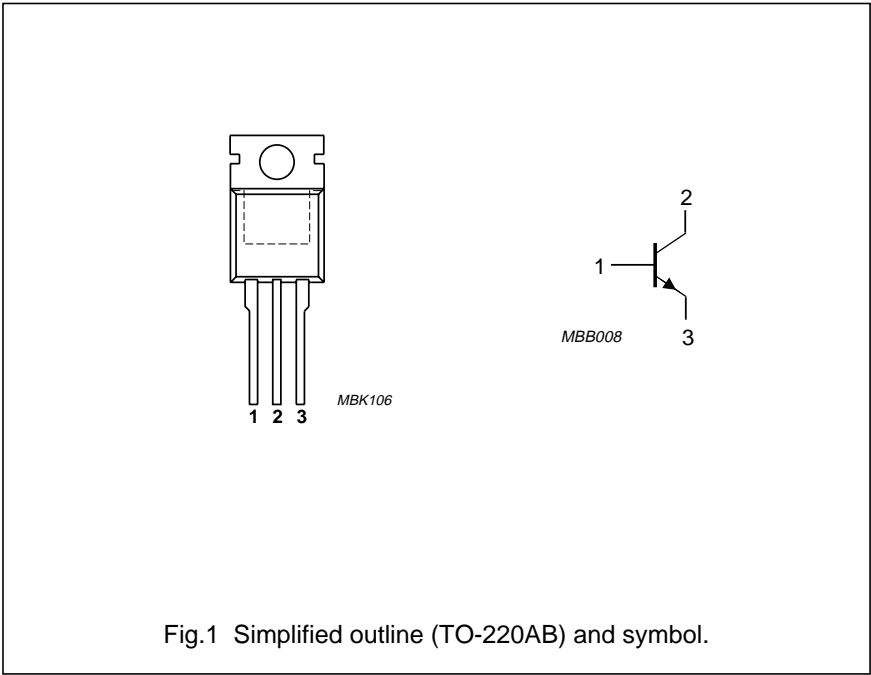 2
1
MBB008
3
MBK106
1 2 3
Fig.1 Simplified outline (TO-220AB) and symbol.